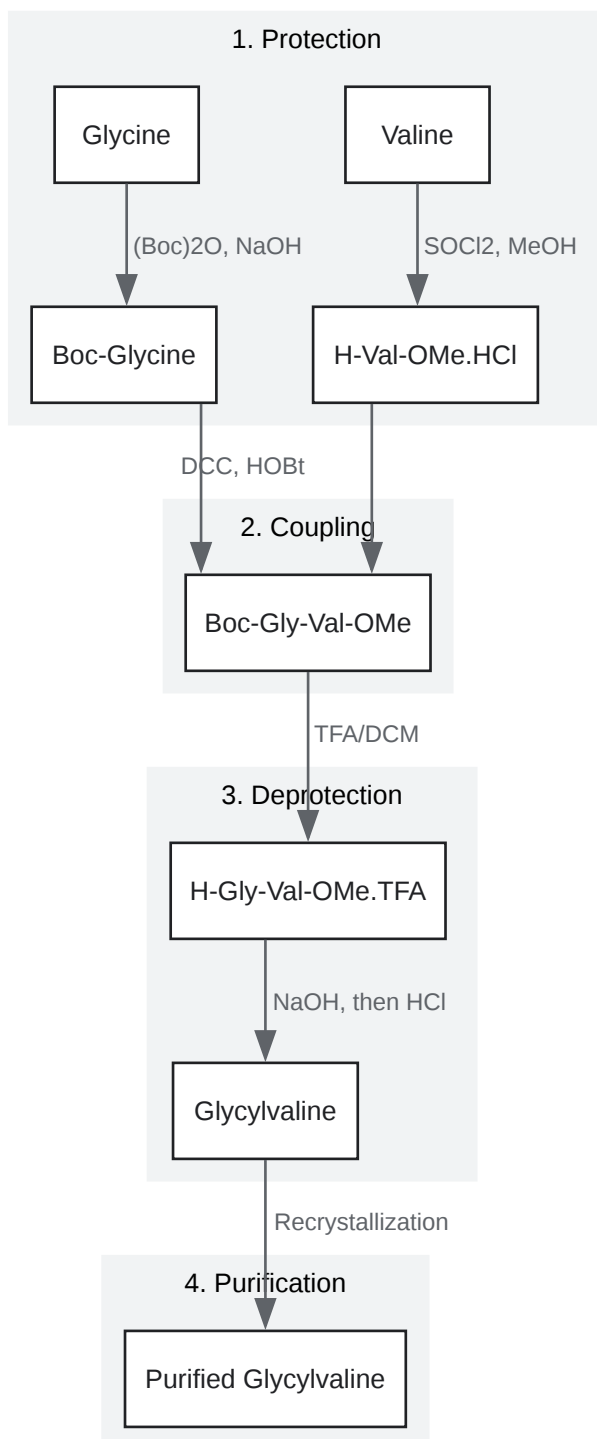 1. Protection
Glycine
Valine
(Boc)2O, NaOH
SOCl2, MeOH
Boc-Glycine
H-Val-OMe.HCl
DCC, HOBt
2. Coupling
Boc-Gly-Val-OMe
TFA/DCM
3. Deprotection
H-Gly-Val-OMe.TFA
NaOH, then HCl
Glycylvaline
Recrystallization
4. Purification
Purified Glycylvaline